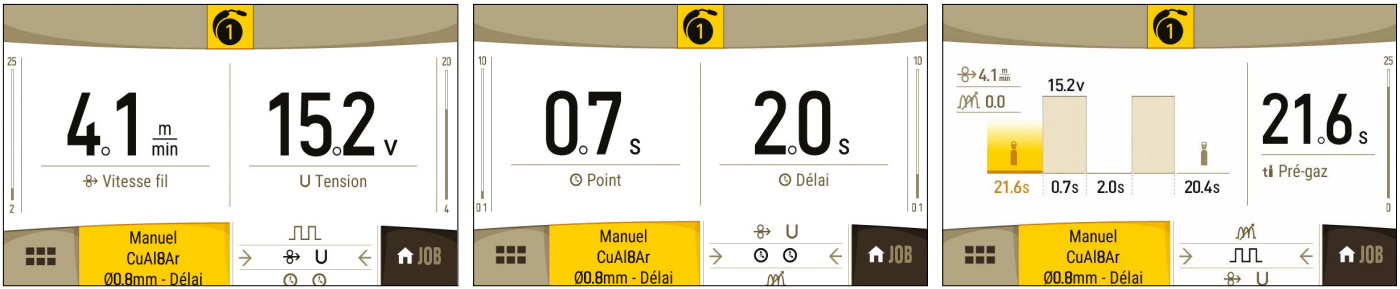 1
25
20
4.1 m/min
15.2 v
Vitesse fil
U Tension
2
4
Manuel
CuAl8Ar
Ø0.8mm - Délai
U
JOB
1
10
10
0.7 s
2.0 s
Point
Délai
0.1
0.1
Manuel
CuAl8Ar
Ø0.8mm - Délai
U
JOB
1
25
4.1 m/min
0.0
15.2v
21.6 s
Pré-gaz
21.6s 0.7s 2.0s 20.4s
0
Manuel
CuAl8Ar
Ø0.8mm - Délai
U
JOB